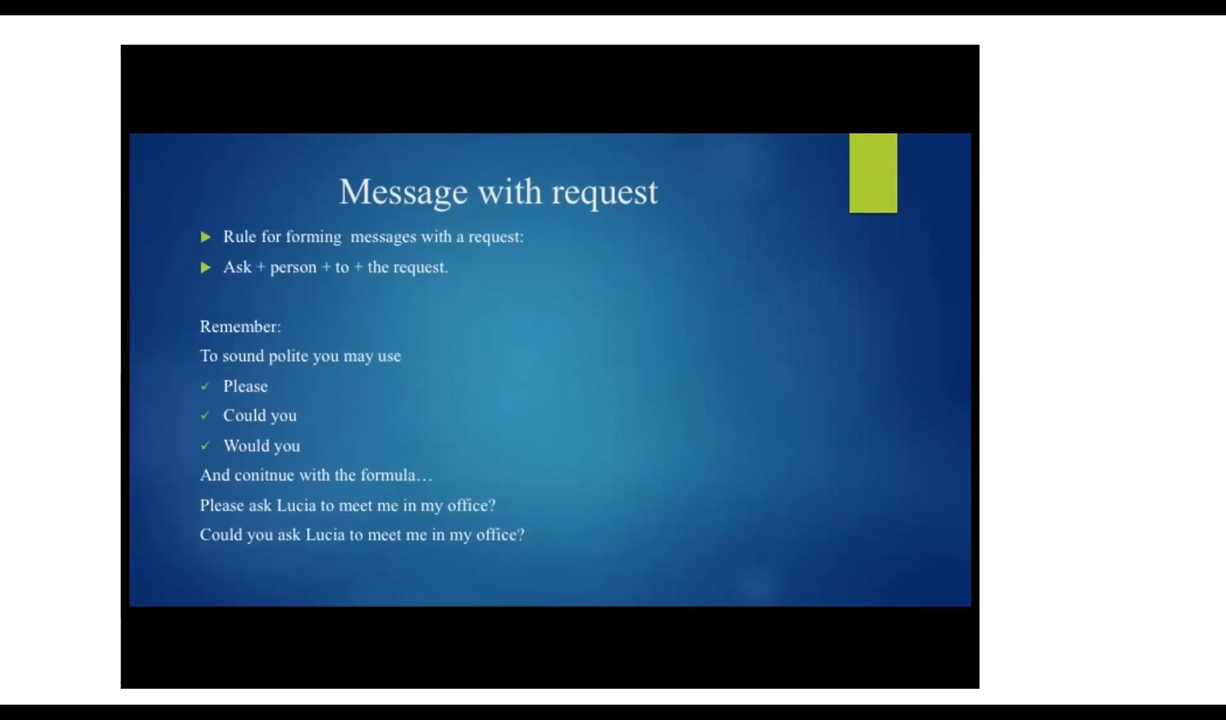 Message with request
Rule for forming messages with a request:
Ask + person + to + the request.
Remember:
To sound polite you may use
Please
Could you
Would you
And conitnue with the formula…
Please ask Lucia to meet me in my office?
Could you ask Lucia to meet me in my office?